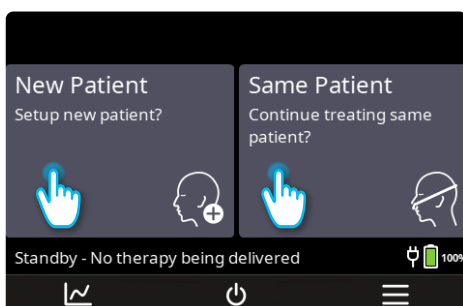 New Patient
Setup new patient?
Same Patient
Continue treating same
patient?
Standby - No therapy being delivered
100%